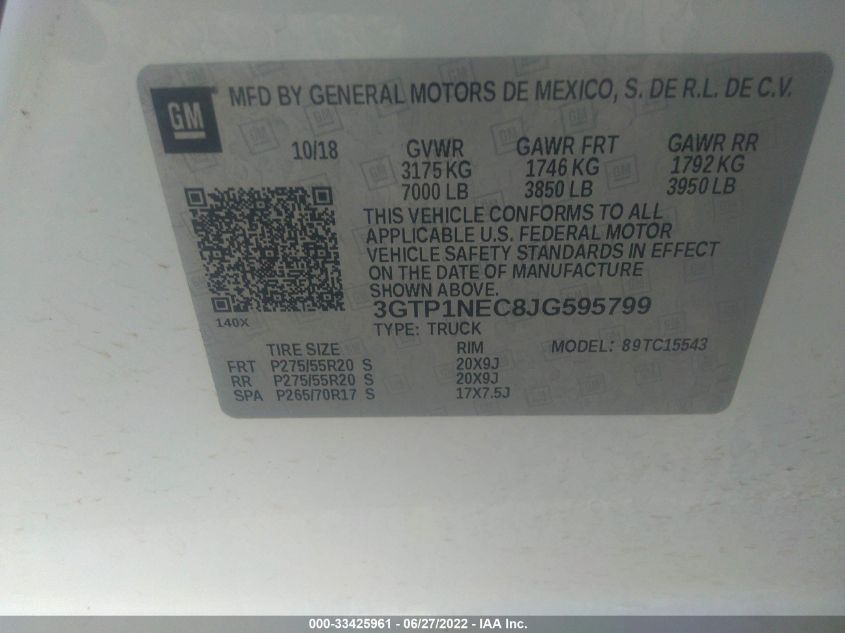 GM
MFD BY GENERAL MOTORS DE MEXICO, S. DE R.L. DE C.V.
10/18 GVWR GAWR FRT GAWR RR
3175 KG 1746 KG 1792 KG
7000 LB 3850 LB 3950 LB
THIS VEHICLE CONFORMS TO ALL
APPLICABLE U.S. FEDERAL MOTOR
VEHICLE SAFETY STANDARDS IN EFFECT
ON THE DATE OF MANUFACTURE
SHOWN ABOVE.
3GTP1NEC8JG595799
140X
TYPE: TRUCK
TIRE SIZE RIM MODEL: 89TC15543
FRT P275/55R20 S 20X9J
RR P275/55R20 S 20X9J
SPA P265/70R17 S 17X7.5J
000-33425961 - 06/27/2022 - IAA Inc.